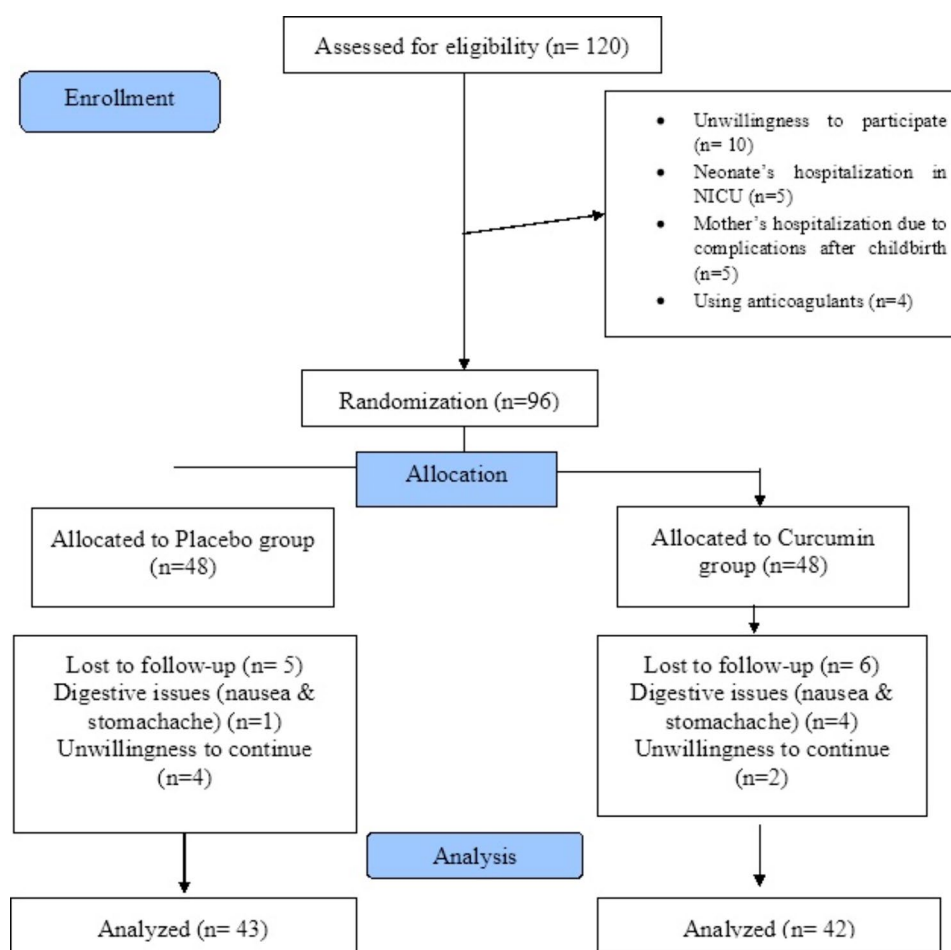 Assessed for eligibility (n= 120)
Enrollment
• Unwillingness to participate
(n= 10)
• Neonate's hospitalization in
NICU (n=5)
• Mother's hospitalization due to
complications after childbirth
(n=5)
• Using anticoagulants (n=4)
Randomization (n=96)
Allocation
Allocated to Placebo group
(n=48)
Allocated to Curcumin
group (n=48)
Lost to follow-up (n= 5)
Digestive issues (nausea &
stomachache) (n=1)
Unwillingness to continue
(n=4)
Lost to follow-up (n= 6)
Digestive issues (nausea &
stomachache) (n=4)
Unwillingness to continue
(n=2)
Analysis
Analyzed (n= 43)
Analyzed (n= 42)